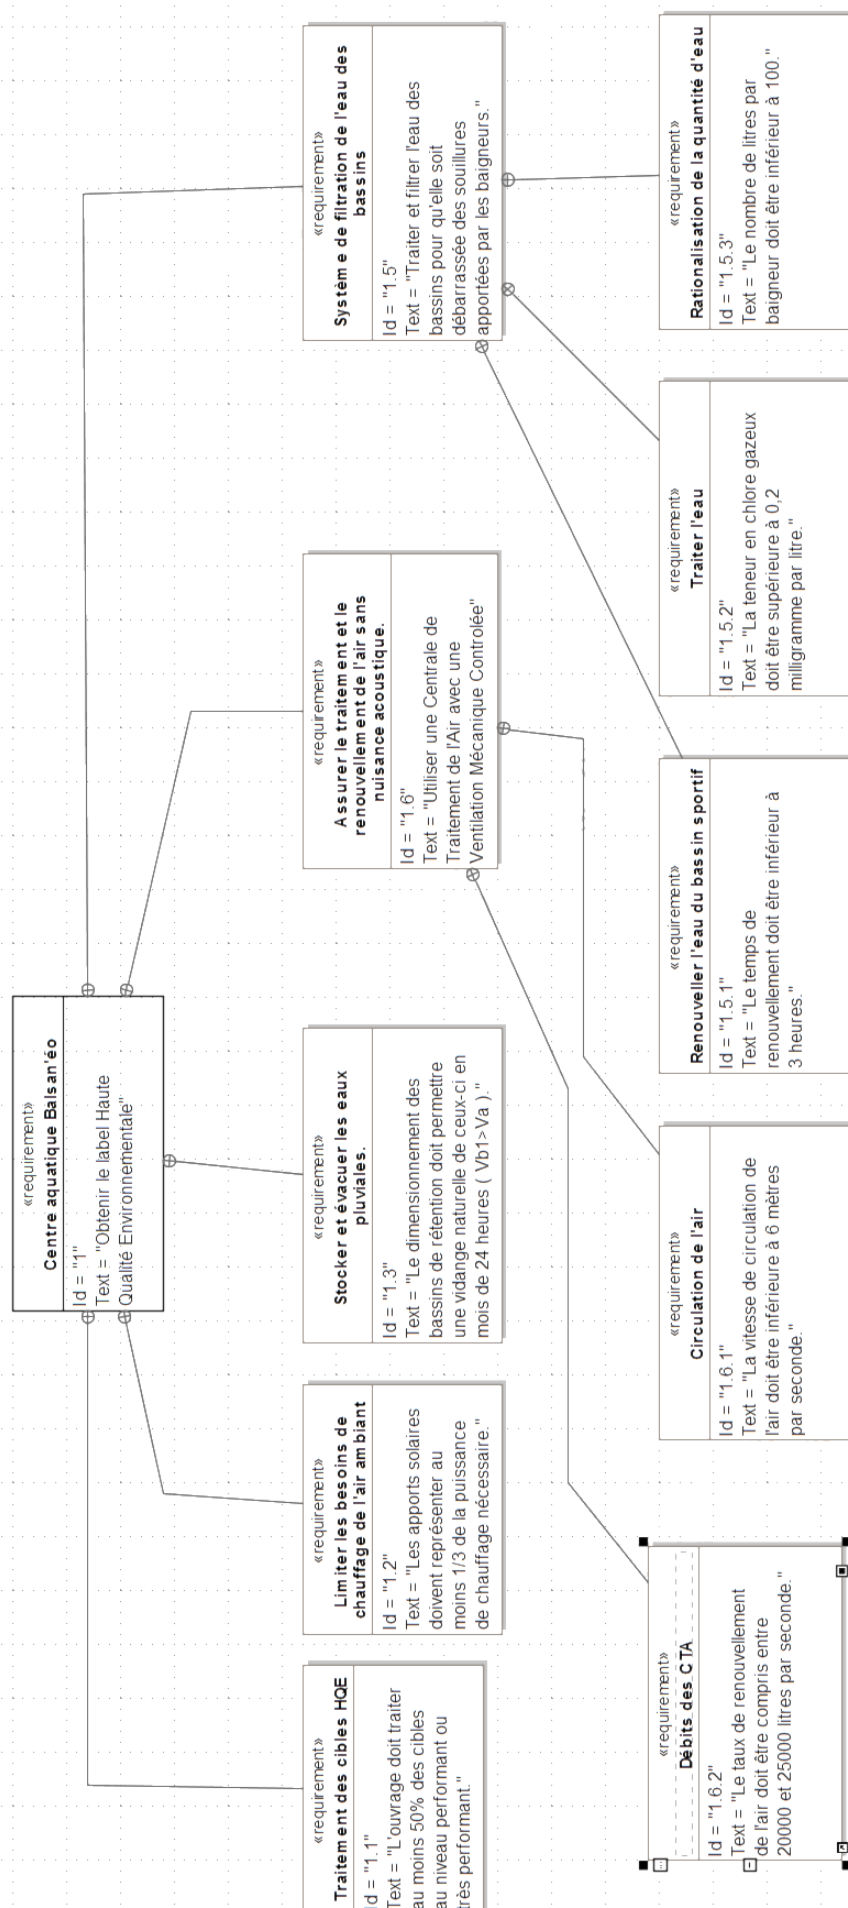 «requirement»
Centre aquatique Balsan'éo
Id = "1"
Text = "Obtenir le label Haute
Qualité Environnementale"
«requirement»
Traitement des cibles HQE
Id = "1.1"
Text = "L'ouvrage doit traiter
au moins 50% des cibles
au niveau performant ou
très performant."
«requirement»
Limiter les besoins de
chauffage de l'air ambiant
Id = "1.2"
Text = "Les apports solaires
doivent représenter au
moins 1/3 de la puissance
de chauffage nécessaire."
«requirement»
Stocker et évacuer les eaux
pluviales.
Id = "1.3"
Text = "Le dimensionnement des
bassins de rétention doit permettre
une vidange naturelle de ceux-ci en
mois de 24 heures ( Vb1>Va )."
«requirement»
Assurer le traitement et le
renouvellement de l'air sans
nuisance acoustique.
Id = "1.6"
Text = "Utiliser une Centrale de
Traitement de l'Air avec une
Ventilation Mécanique Controlée"
«requirement»
Système de filtration de l'eau des
bassins
Id = "1.5"
Text = "Traiter et filtrer l'eau des
bassins pour qu'elle soit
débarrassée des souillures
apportées par les baigneurs."
«requirement»
Débits des CTA
Id = "1.6.2"
Text = "Le taux de renouvellement
de l'air doit être compris entre
20000 et 25000 litres par seconde."
«requirement»
Circulation de l'air
Id = "1.6.1"
Text = "La vitesse de circulation de
l'air doit être inférieure à 6 mètres
par seconde."
«requirement»
Renouveller l'eau du bassin sportif
Id = "1.5.1"
Text = "Le temps de
renouvellement doit être inférieur à
3 heures."
«requirement»
Traiter l'eau
Id = "1.5.2"
Text = "La teneur en chlore gazeux
doit être supérieure à 0,2
milligramme par litre."
«requirement»
Rationalisation de la quantité d'eau
Id = "1.5.3"
Text = "Le nombre de litres par
baigneur doit être inférieur à 100."